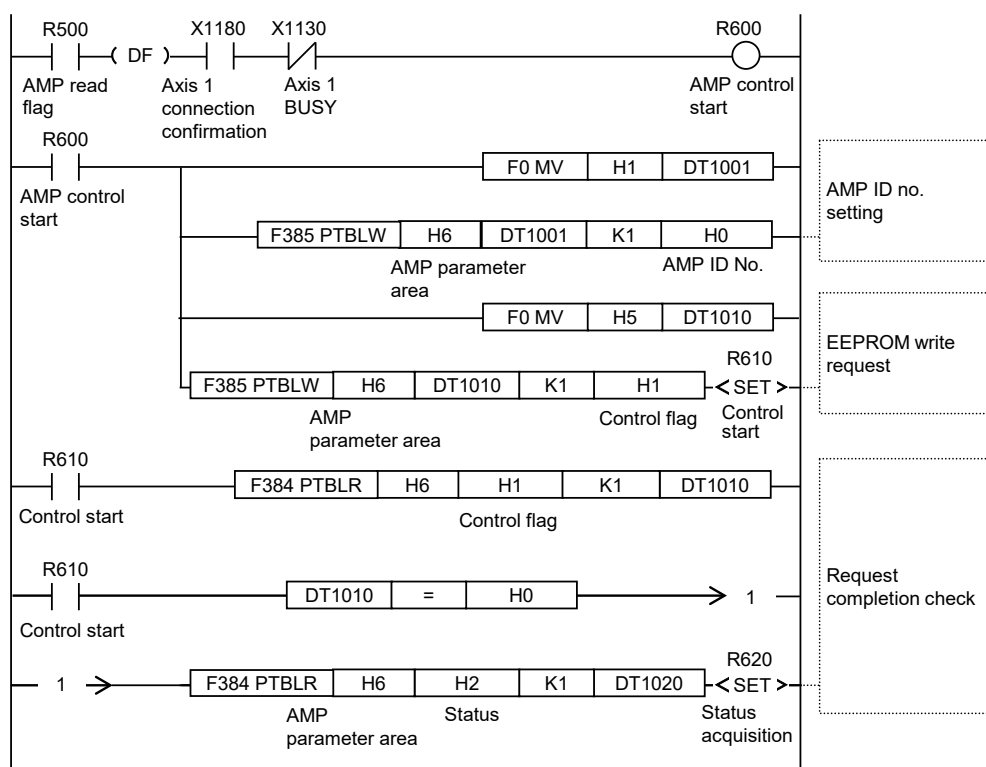 R500 X1180 X1130 R600
( DF )
AMP read flag
Axis 1 connection confirmation
Axis 1 BUSY
AMP control start
R600
AMP control start
F0 MV H1 DT1001
AMP ID no. setting
F385 PTBLW H6 DT1001 K1 H0
AMP parameter area
AMP ID No.
F0 MV H5 DT1010
EEPROM write request
R610
F385 PTBLW H6 DT1010 K1 H1 < SET >
AMP parameter area
Control flag
Control start
R610
F384 PTBLR H6 H1 K1 DT1010
Control start
Control flag
R610
DT1010 = H0 1
Control start
Request completion check
R620
1 F384 PTBLR H6 H2 K1 DT1020 < SET >
AMP parameter area
Status
Status acquisition